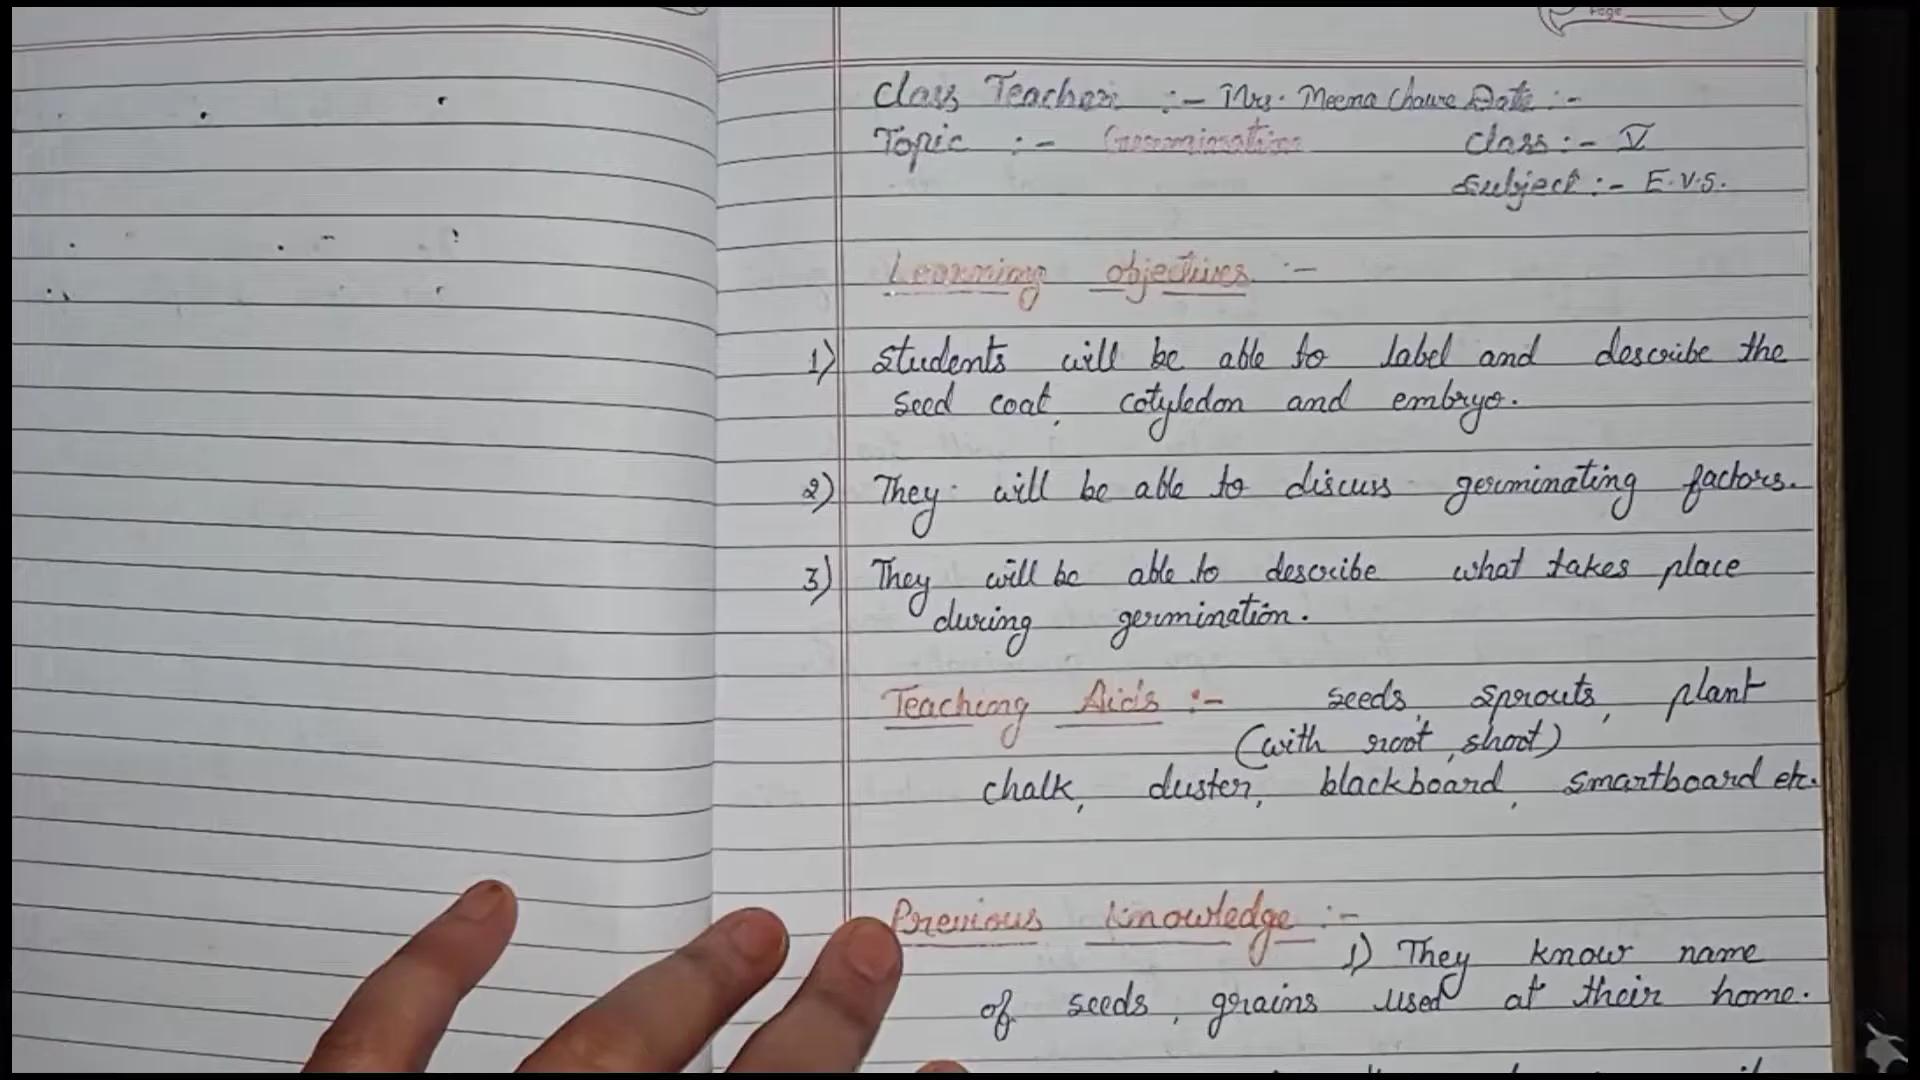 Page
Class Teacher :- Mrs. Meena Chaure Date :-
Topic :- Germination Class :- V
Subject :- E.V.S.
Learning objectives :-
1) Students will be able to label and describe the
seed coat, cotyledon and embryo.
2) They will be able to discuss germinating factors.
3) They will be able to describe what takes place
during germination.
Teaching Aids :- seeds, sprouts, plant
(with root, shoot)
chalk, duster, blackboard, smartboard etc.
Previous knowledge :-
1) They know name
of seeds, grains used at their home.